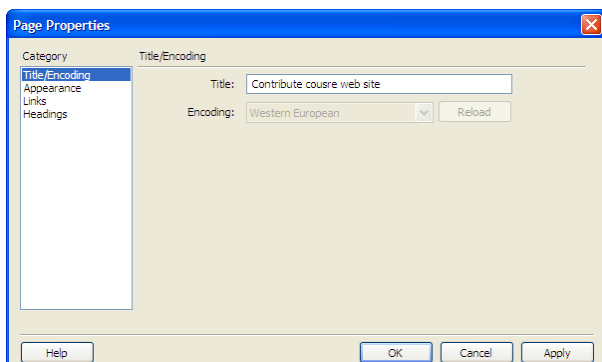 Page Properties
Category
Title/Encoding
Title/Encoding
Appearance
Links
Headings
Title:
Contribute cousre web site
Encoding:
Western European
Reload
Help
OK
Cancel
Apply